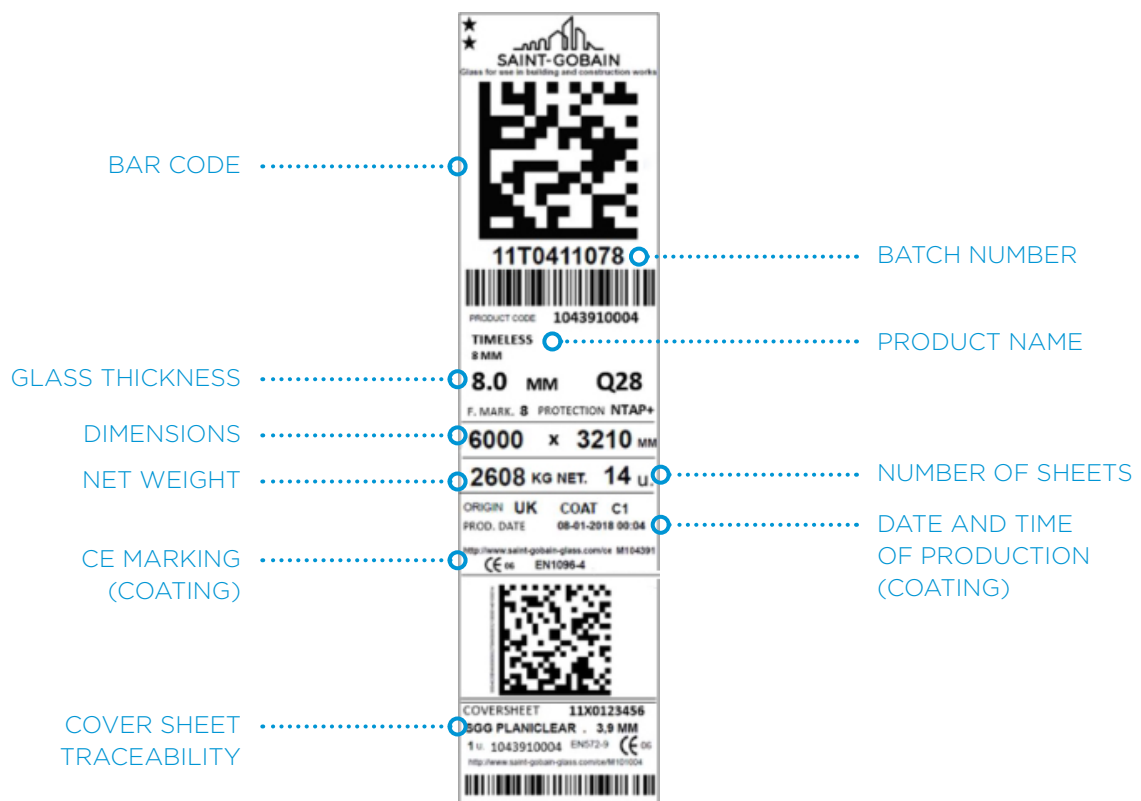 SAINT-GOBAIN
Glass for use in building and construction works
BAR CODE
11T0411078
BATCH NUMBER
PRODUCT CODE 1043910004
TIMELESS
PRODUCT NAME
8 MM
GLASS THICKNESS
8.0 MM Q28
F. MARK. 8 PROTECTION NTAP+
DIMENSIONS
6000 x 3210 MM
NET WEIGHT
2608 KG NET. 14 u.
NUMBER OF SHEETS
ORIGIN UK COAT C1
PROD. DATE 08-01-2018 00:04
DATE AND TIME
OF PRODUCTION
(COATING)
CE MARKING
(COATING)
http://www.saint-gobain-glass.com/ce M104391
CE 06 EN1096-4
COVER SHEET
TRACEABILITY
COVERSHEET 11X0123456
SGG PLANICLEAR . 3,9 MM
1 u. 1043910004 EN572-9 CE 06
http://www.saint-gobain-glass.com/ce/M101004